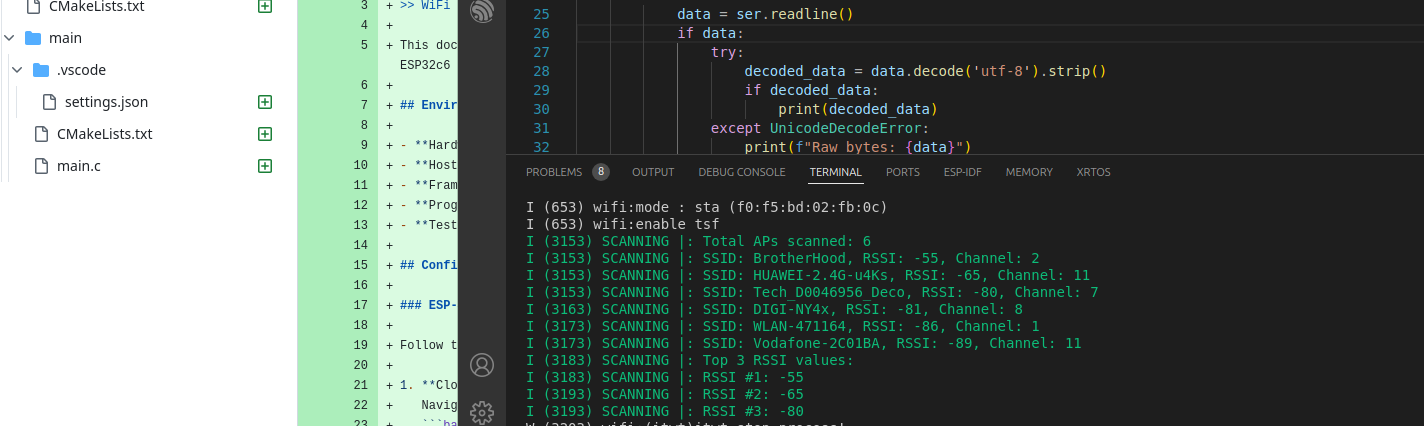 CMakeLists.txt
main
.vscode
settings.json
CMakeLists.txt
main.c
3 + >> WiFi
4 +
5 + This doc
ESP32c6
6 +
7 + ## Envir
8 +
9 + - **Hard
10 + - **Host
11 + - **Fram
12 + - **Prog
13 + - **Test
14 +
15 + ## Confi
16 +
17 + ### ESP-
18 +
19 + Follow t
20 +
21 + 1. **Clo
22 + Navig
23 + ```ba
25 data = ser.readline()
26 if data:
27 try:
28 decoded_data = data.decode('utf-8').strip()
29 if decoded_data:
30 print(decoded_data)
31 except UnicodeDecodeError:
32 print(f"Raw bytes: {data}")
PROBLEMS 8 OUTPUT DEBUG CONSOLE TERMINAL PORTS ESP-IDF MEMORY XRTOS
I (653) wifi:mode : sta (f0:f5:bd:02:fb:0c)
I (653) wifi:enable tsf
I (3153) SCANNING |: Total APs scanned: 6
I (3153) SCANNING |: SSID: BrotherHood, RSSI: -55, Channel: 2
I (3153) SCANNING |: SSID: HUAWEI-2.4G-u4Ks, RSSI: -65, Channel: 11
I (3153) SCANNING |: SSID: Tech_D0046956_Deco, RSSI: -80, Channel: 7
I (3163) SCANNING |: SSID: DIGI-NY4x, RSSI: -81, Channel: 8
I (3173) SCANNING |: SSID: WLAN-471164, RSSI: -86, Channel: 1
I (3173) SCANNING |: SSID: Vodafone-2C01BA, RSSI: -89, Channel: 11
I (3183) SCANNING |: Top 3 RSSI values:
I (3183) SCANNING |: RSSI #1: -55
I (3193) SCANNING |: RSSI #2: -65
I (3193) SCANNING |: RSSI #3: -80